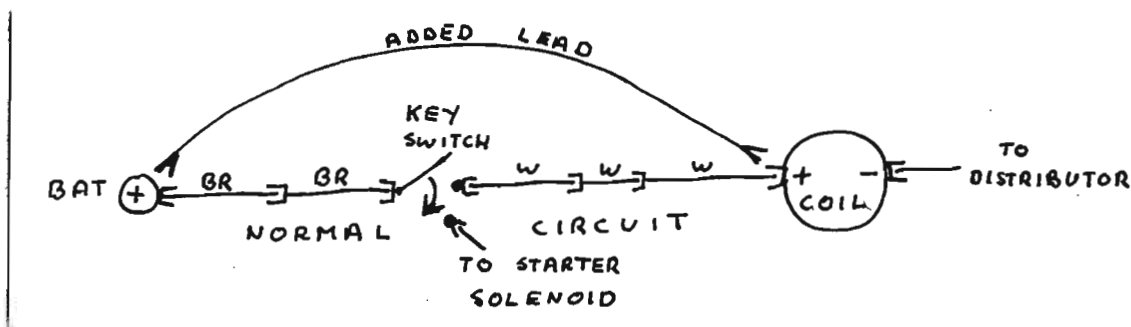 ADDED LEAD
KEY
SWITCH
BAT + BR BR W W W + - TO
DISTRIBUTOR
COIL
NORMAL CIRCUIT
TO STARTER
SOLENOID